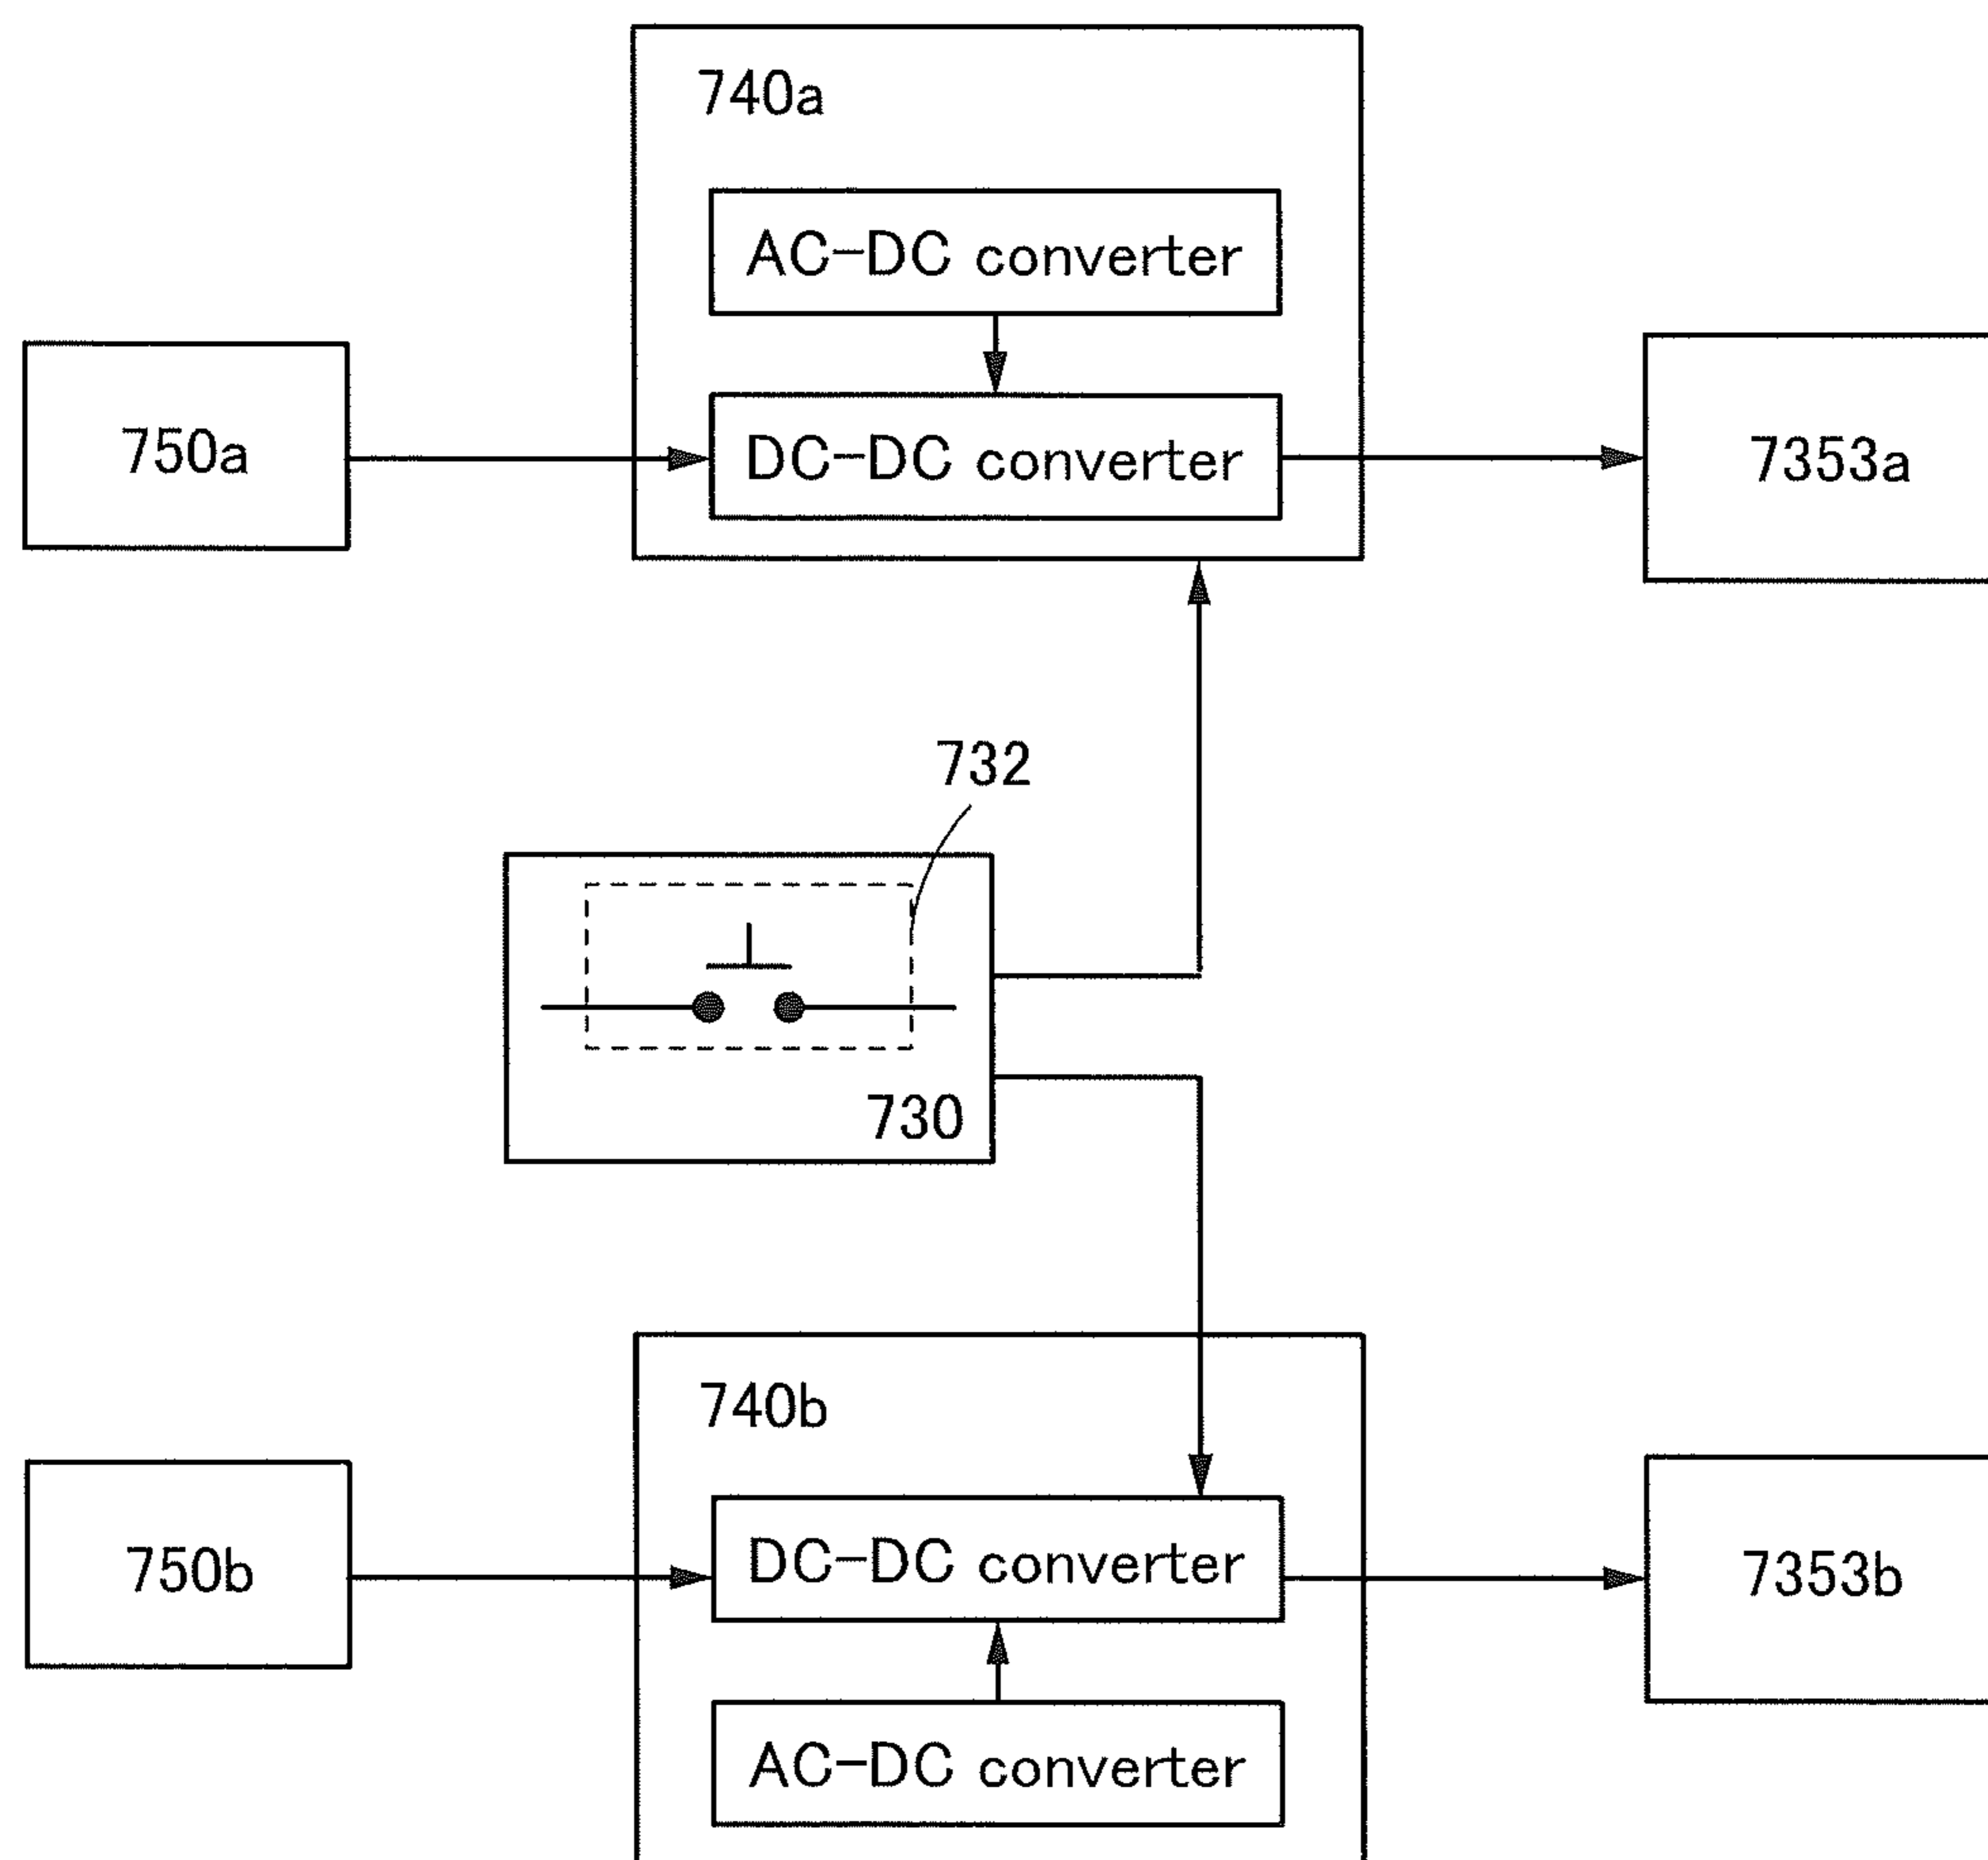 740a
AC-DC converter
750a
DC-DC converter
7353a
732
730
740b
750b
DC-DC converter
7353b
AC-DC converter